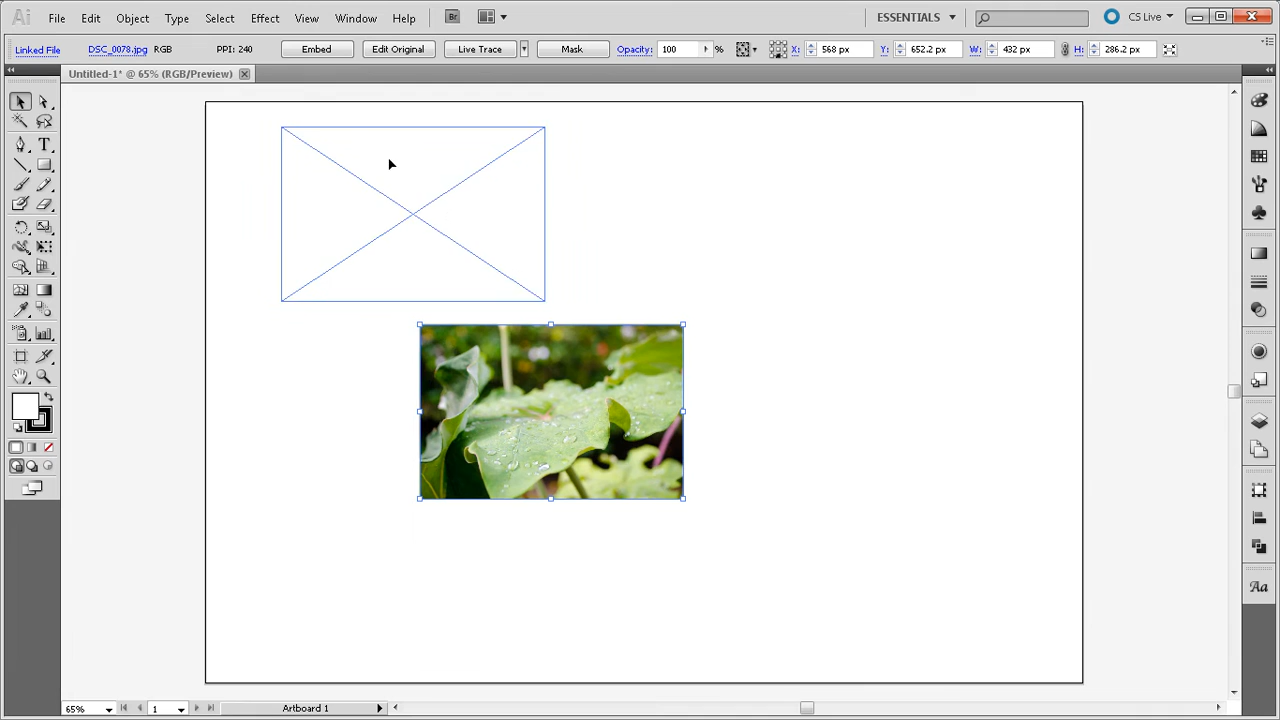 Ai File Edit Object Type Select Effect View Window Help Br ESSENTIALS CS Live
Linked File DSC_0078.jpg RGB PPI: 240 Embed Edit Original Live Trace Mask Opacity: 100 % X: 568 px Y: 652.2 px W: 432 px H: 286.2 px
Untitled-1* @ 65% (RGB/Preview)
T
Aa
65% 1 Artboard 1